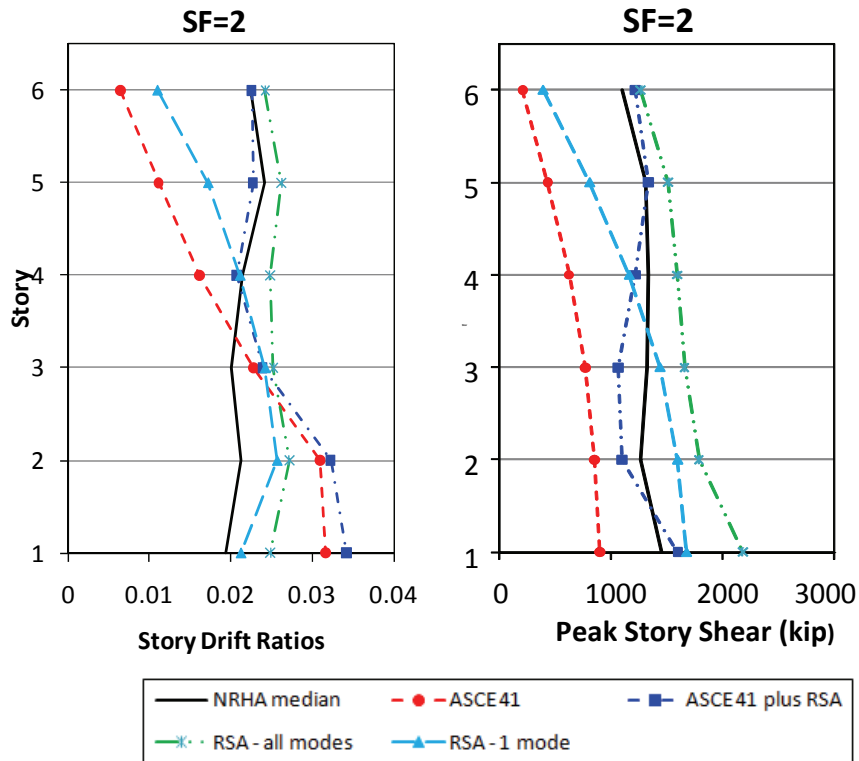 SF=2
6
5
4
3
2
1
Story
0 0.01 0.02 0.03 0.04
Story Drift Ratios
SF=2
6
5
4
3
2
1
0 1000 2000 3000
Peak Story Shear (kip)
NRHA median ASCE41 ASCE41 plus RSA
RSA - all modes RSA - 1 mode